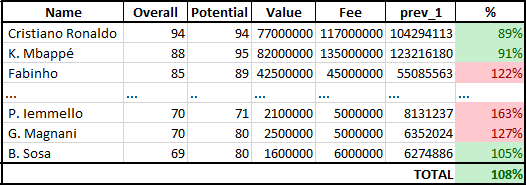 Name Overall Potential Value Fee prev_1 %
Cristiano Ronaldo 94 94 77000000 117000000 104294113 89%
K. Mbappé 88 95 82000000 135000000 123216180 91%
Fabinho 85 89 42500000 45000000 55085563 122%
... ... .. ... ... ...
P. Iemmello 70 71 2100000 5000000 8131237 163%
G. Magnani 70 80 2500000 5000000 6352024 127%
B. Sosa 69 80 1600000 6000000 6274886 105%
TOTAL 108%